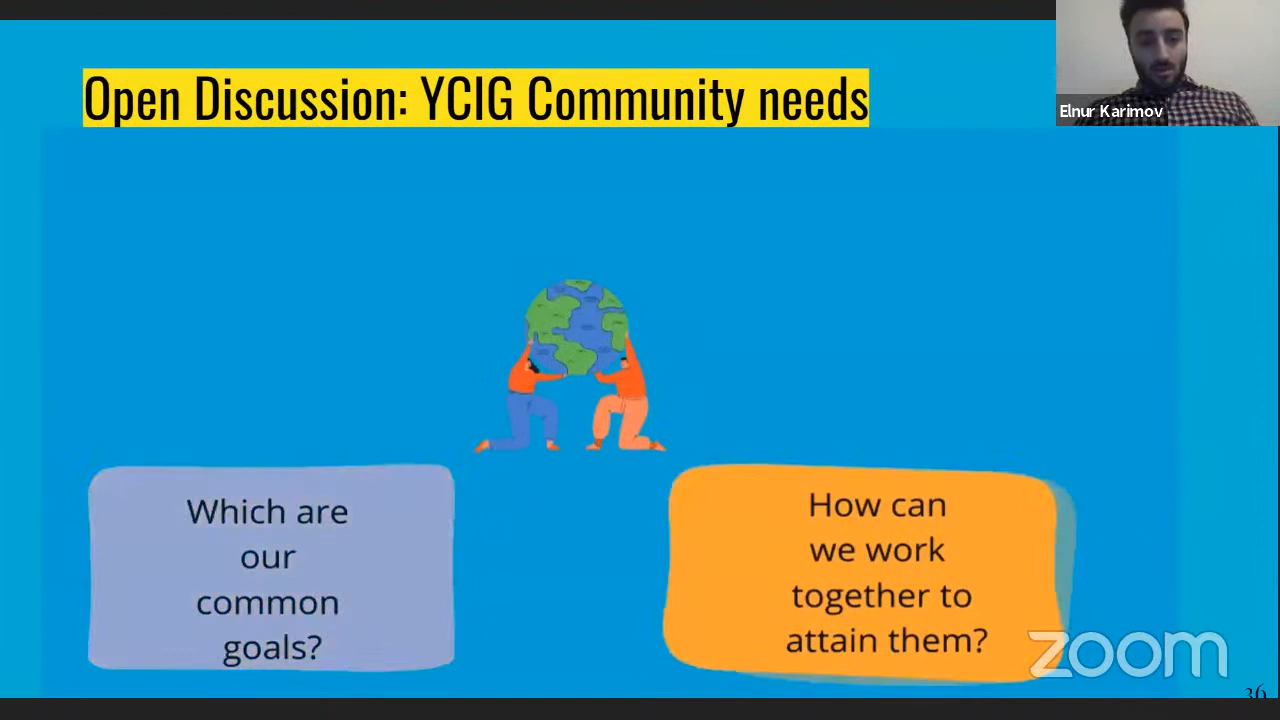 Open Discussion: YCIG Community needs
Elnur Karimov
Which are
our
common
goals?
How can
we work
together to
attain them?
zoom
36